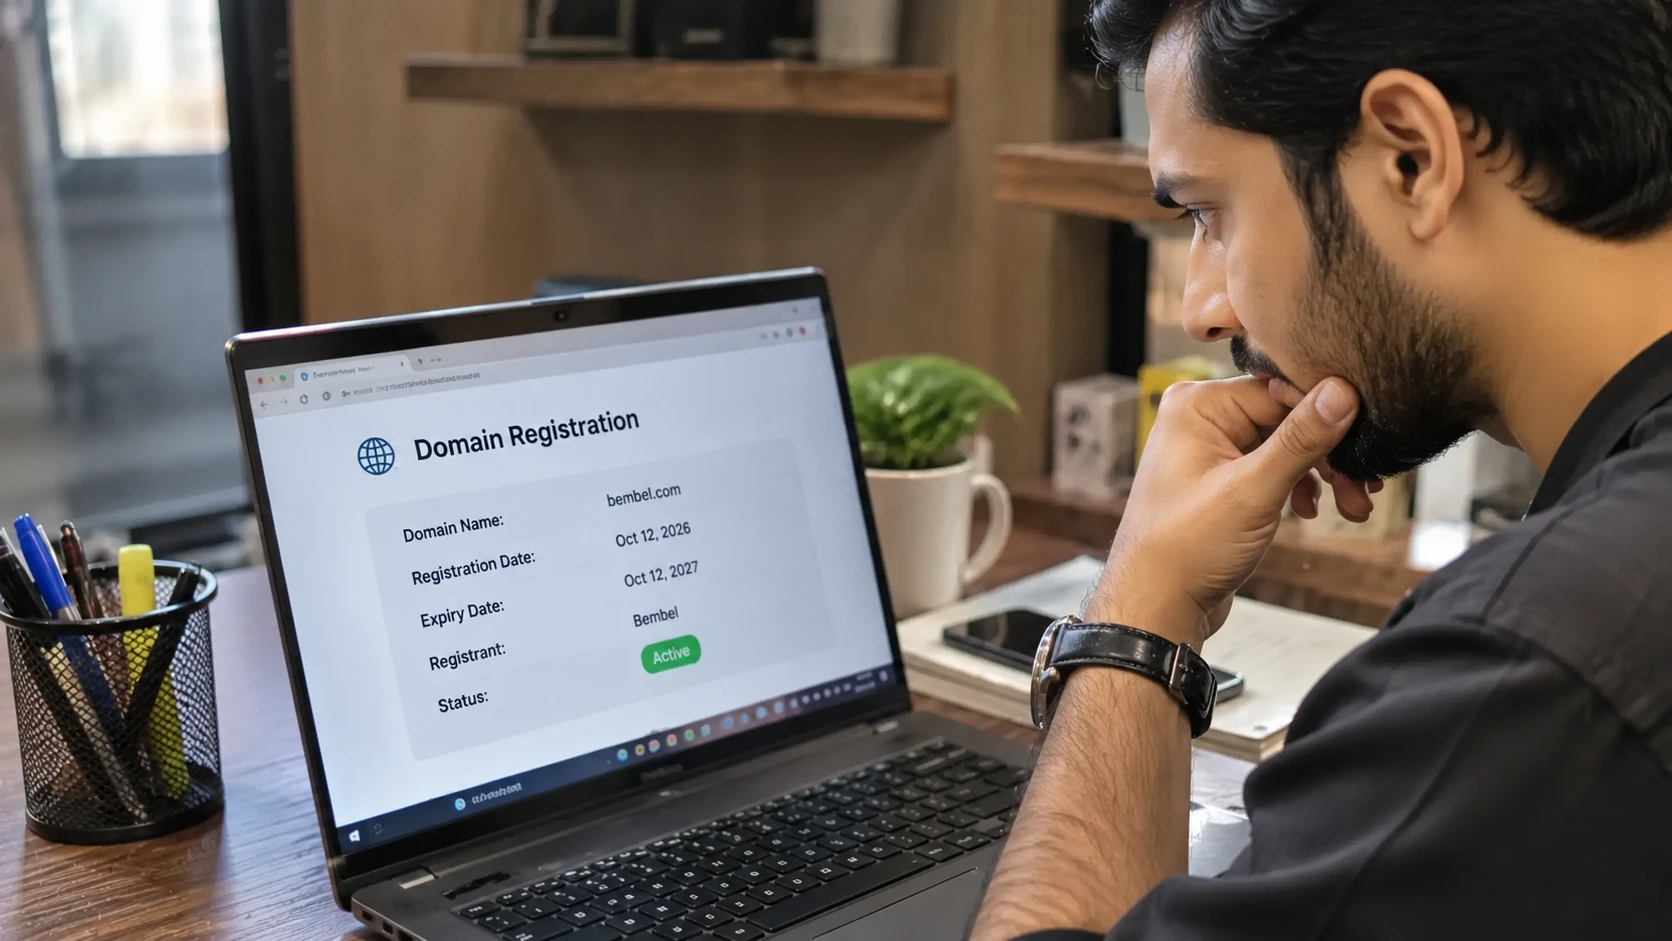 Domain Registration
Domain Name: bembel.com
Registration Date: Oct 12, 2026
Expiry Date: Oct 12, 2027
Registrant: Bembel
Status: Active